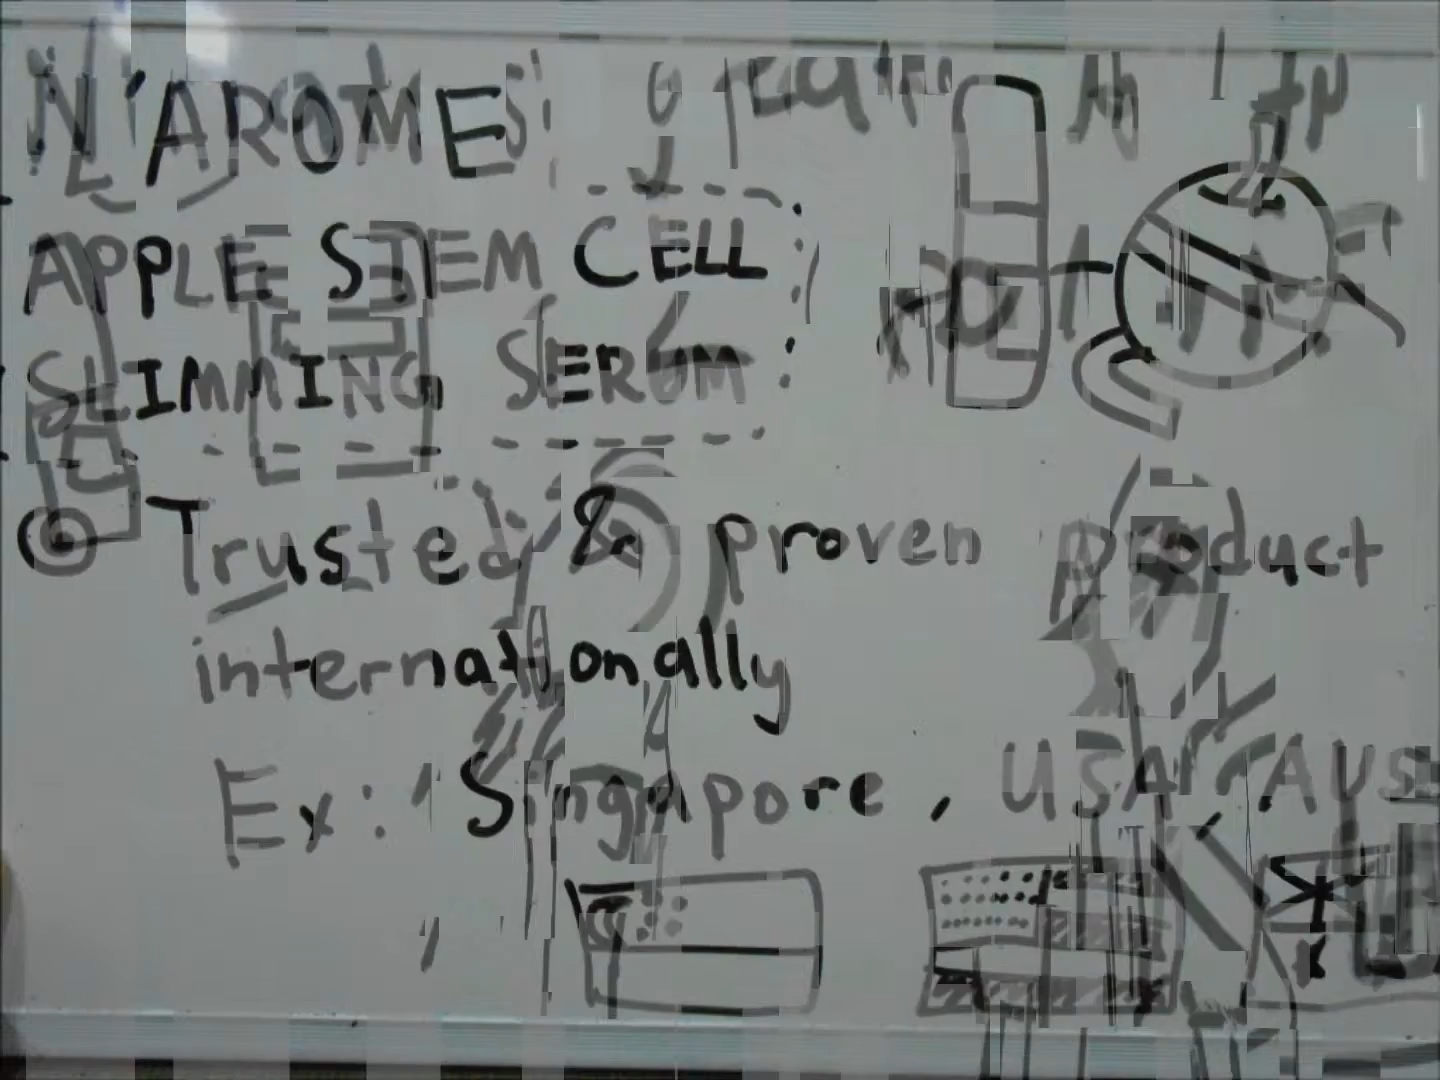 N'AROME
APPLE STEM CELL
SLIMMING SERUM
Trusted & proven product
internationally
Ex: Singapore, USA, AUS